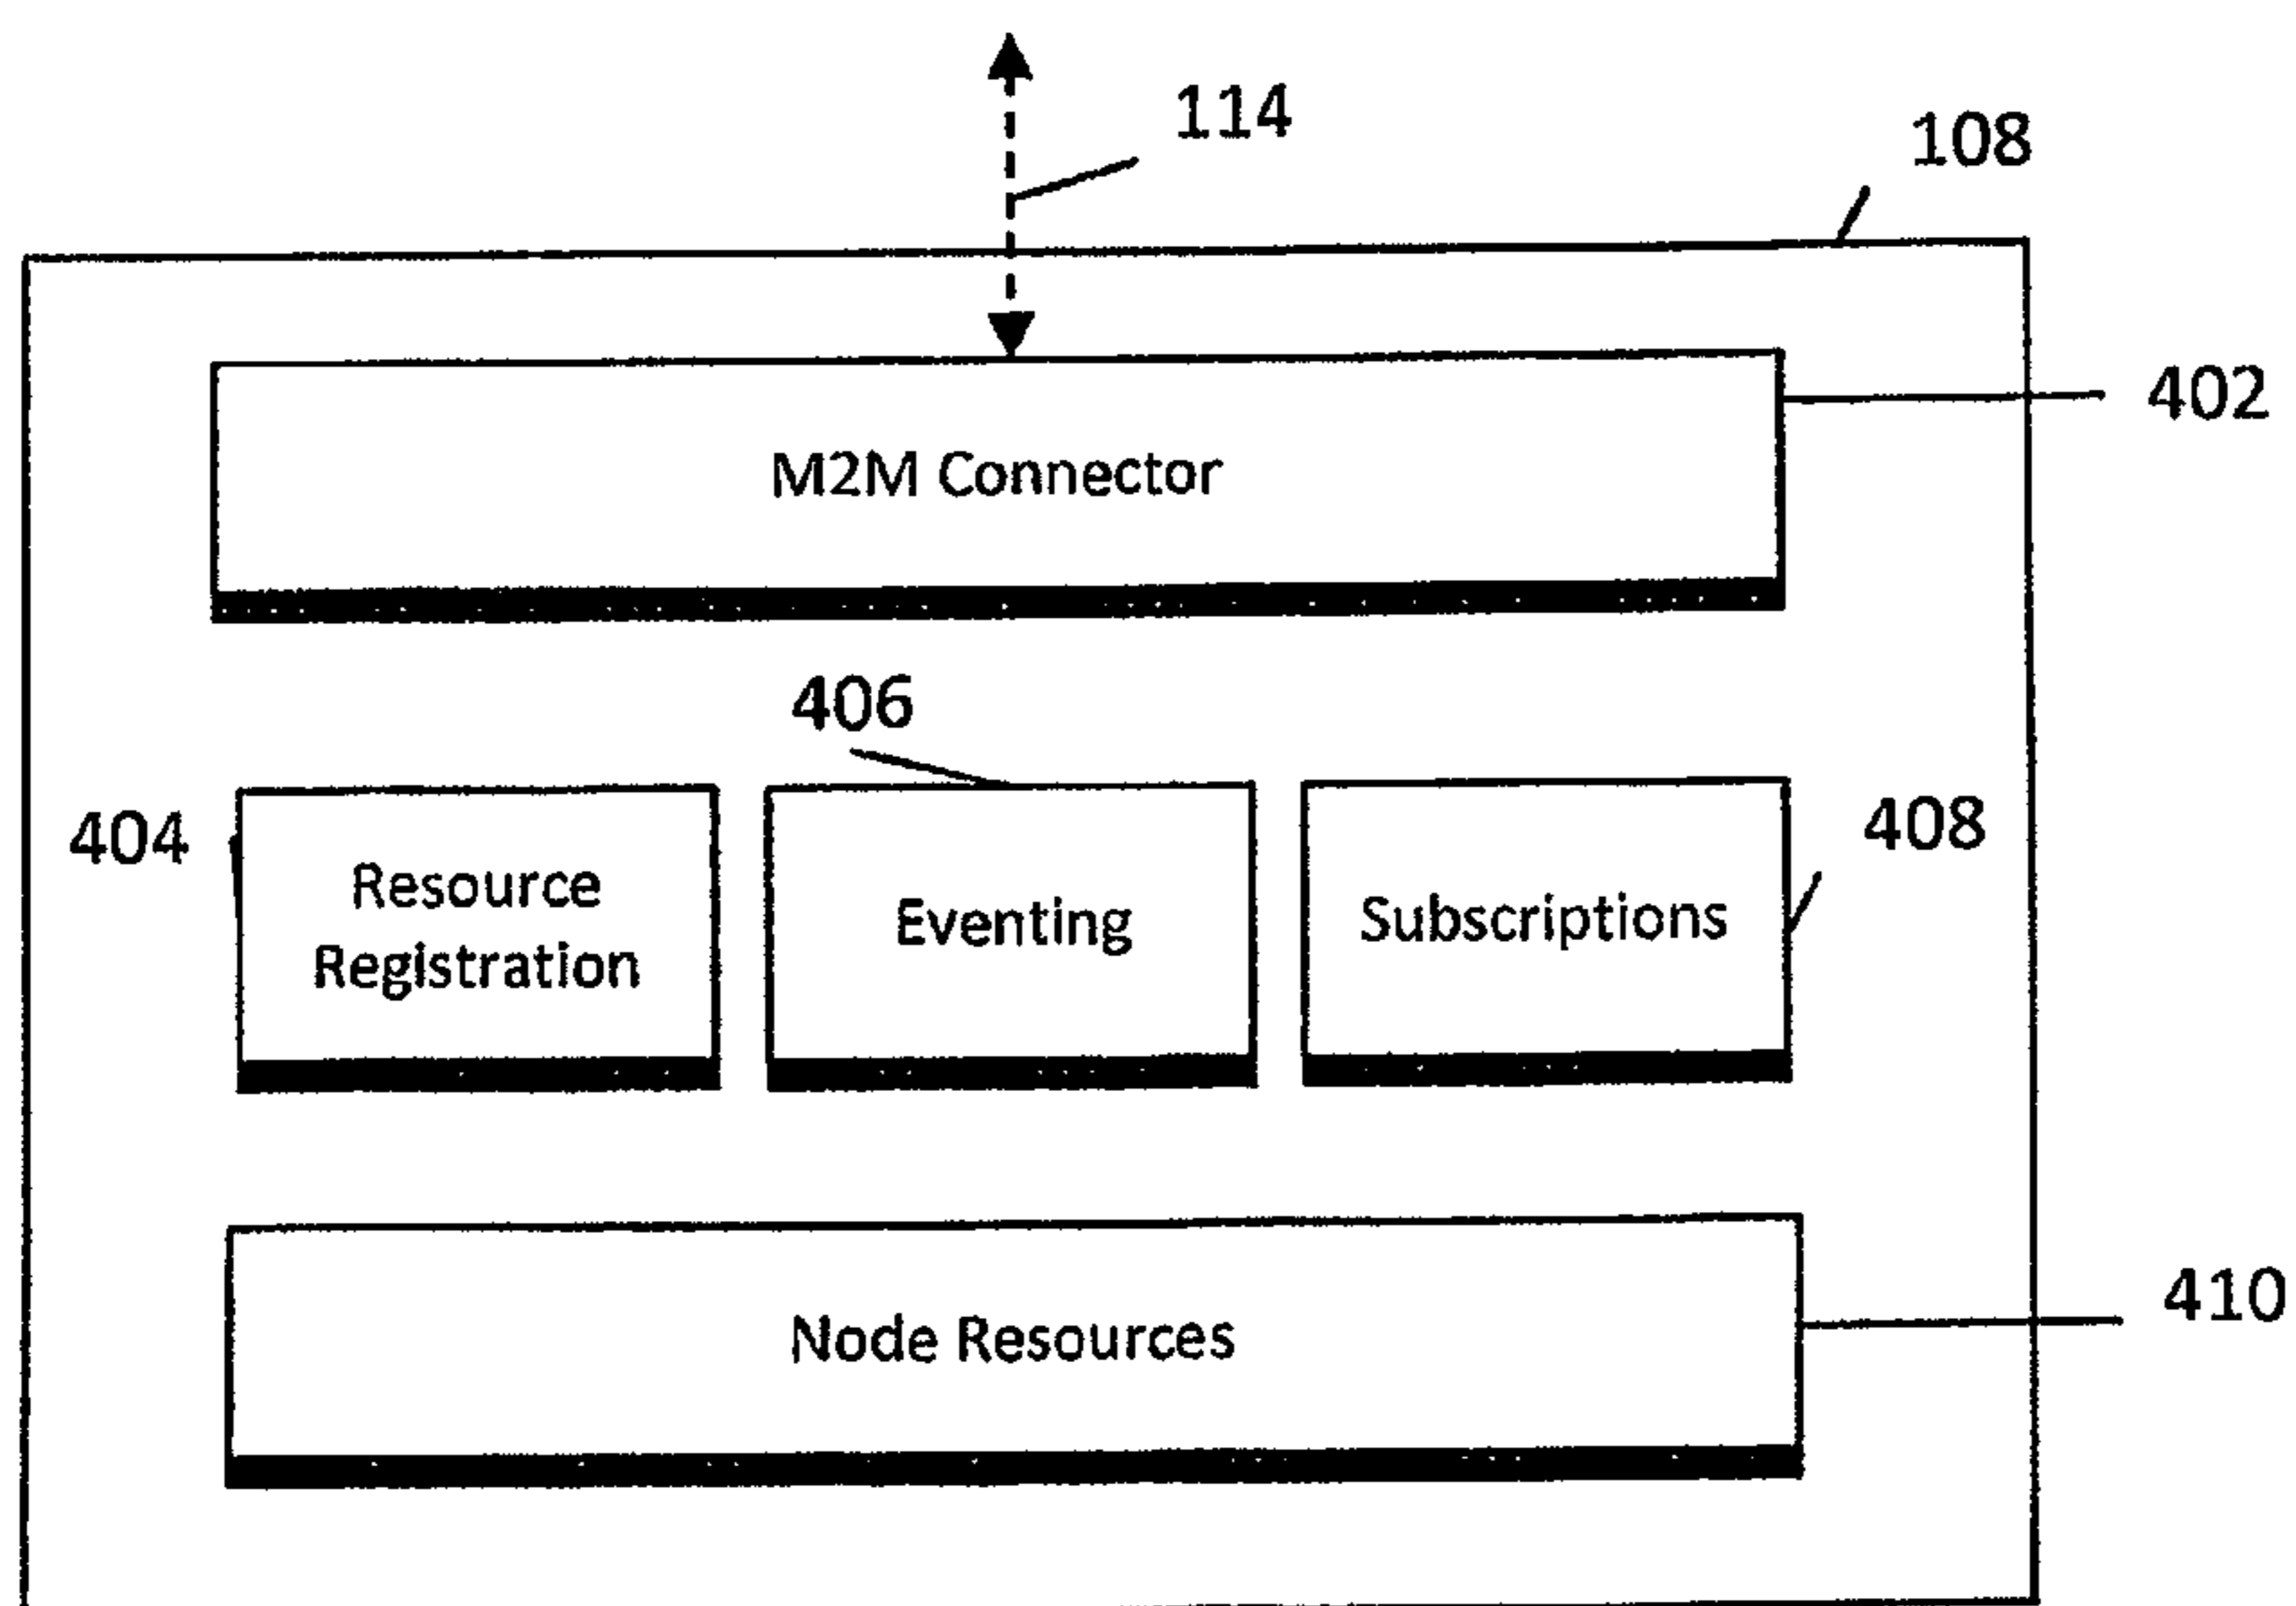 114
108
402
M2M Connector
406
404
408
Resource
Registration
Eventing
Subscriptions
410
Node Resources